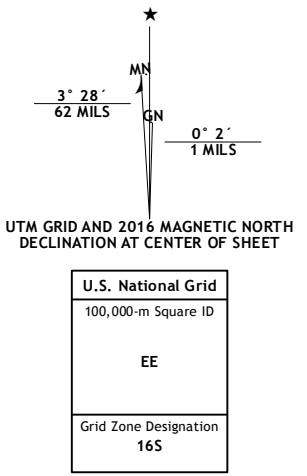 ★
MN
GN
3° 28´
62 MILS
0° 2´
1 MILS
UTM GRID AND 2016 MAGNETIC NORTH
DECLINATION AT CENTER OF SHEET
U.S. National Grid
100,000-m Square ID
EE
Grid Zone Designation
16S